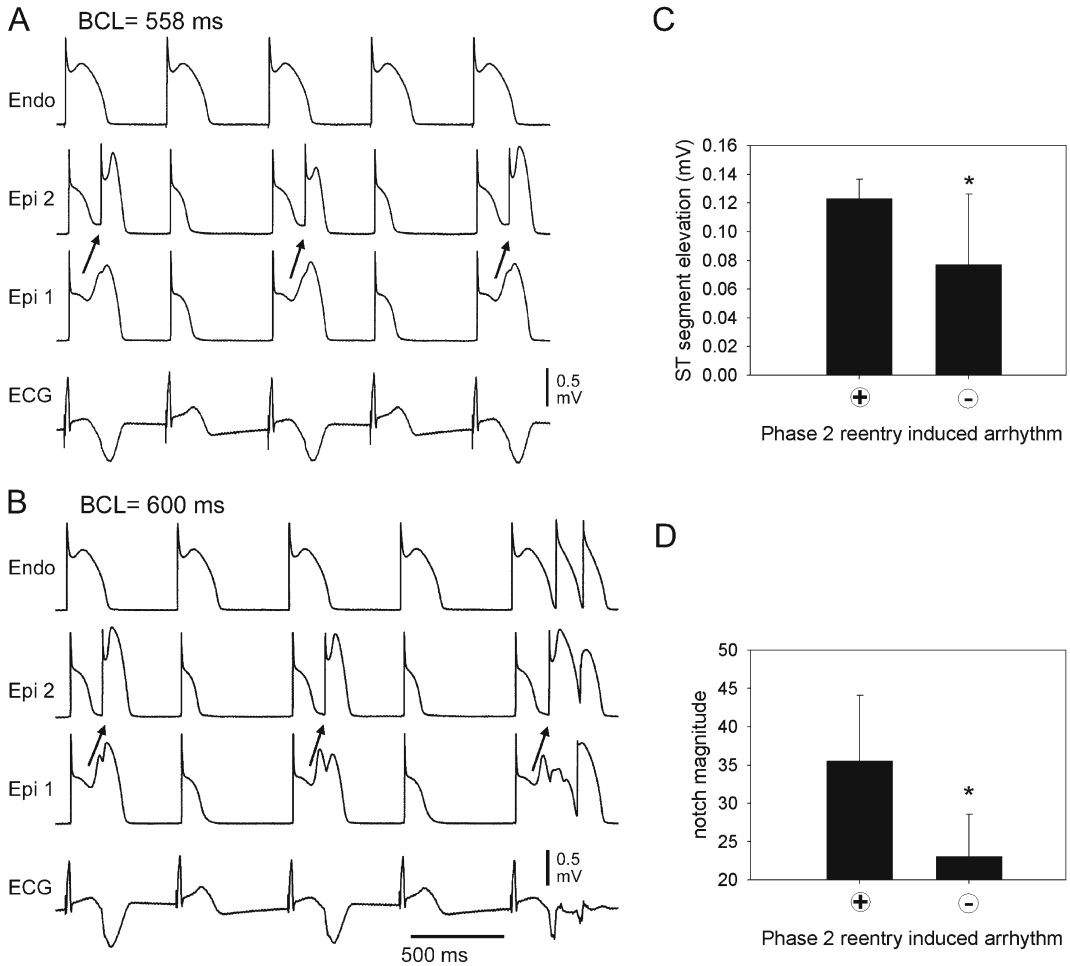 A
BCL= 558 ms
Endo
Epi 2
Epi 1
ECG
0.5
mV
B
BCL= 600 ms
Endo
Epi 2
Epi 1
ECG
0.5
mV
500 ms
C
ST segment elevation (mV)
0.16
0.14
0.12
0.10
0.08
0.06
0.04
0.02
0.00
*
+
-
Phase 2 reentry induced arrhythm
D
notch magnitude
50
45
40
35
30
25
20
*
+
-
Phase 2 reentry induced arrhythm